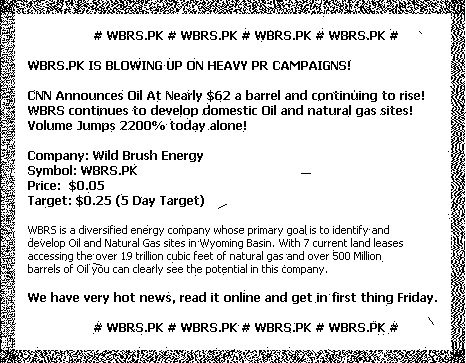 # WBRS.PK # WBRS.PK # WBRS.PK # WBRS.PK #
WBRS.PK IS BLOWING UP ON HEAVY PR CAMPAIGNS!
CNN Announces Oil At Nearly $62 a barrel and continuing to rise!
WBRS continues to develop domestic Oil and natural gas sites!
Volume Jumps 2200% today alone!
Company: Wild Brush Energy
Symbol: WBRS.PK
Price: $0.05
Target: $0.25 (5 Day Target)
WBRS is a diversified energy company whose primary goal is to identify and
develop Oil and Natural Gas sites in Wyoming Basin. With 7 current land leases
accessing the over 19 trillion cubic feet of natural gas and over 500 Million
barrels of Oil you can clearly see the potential in this company.
We have very hot news, read it online and get in first thing Friday.
# WBRS.PK # WBRS.PK # WBRS.PK # WBRS.PK #